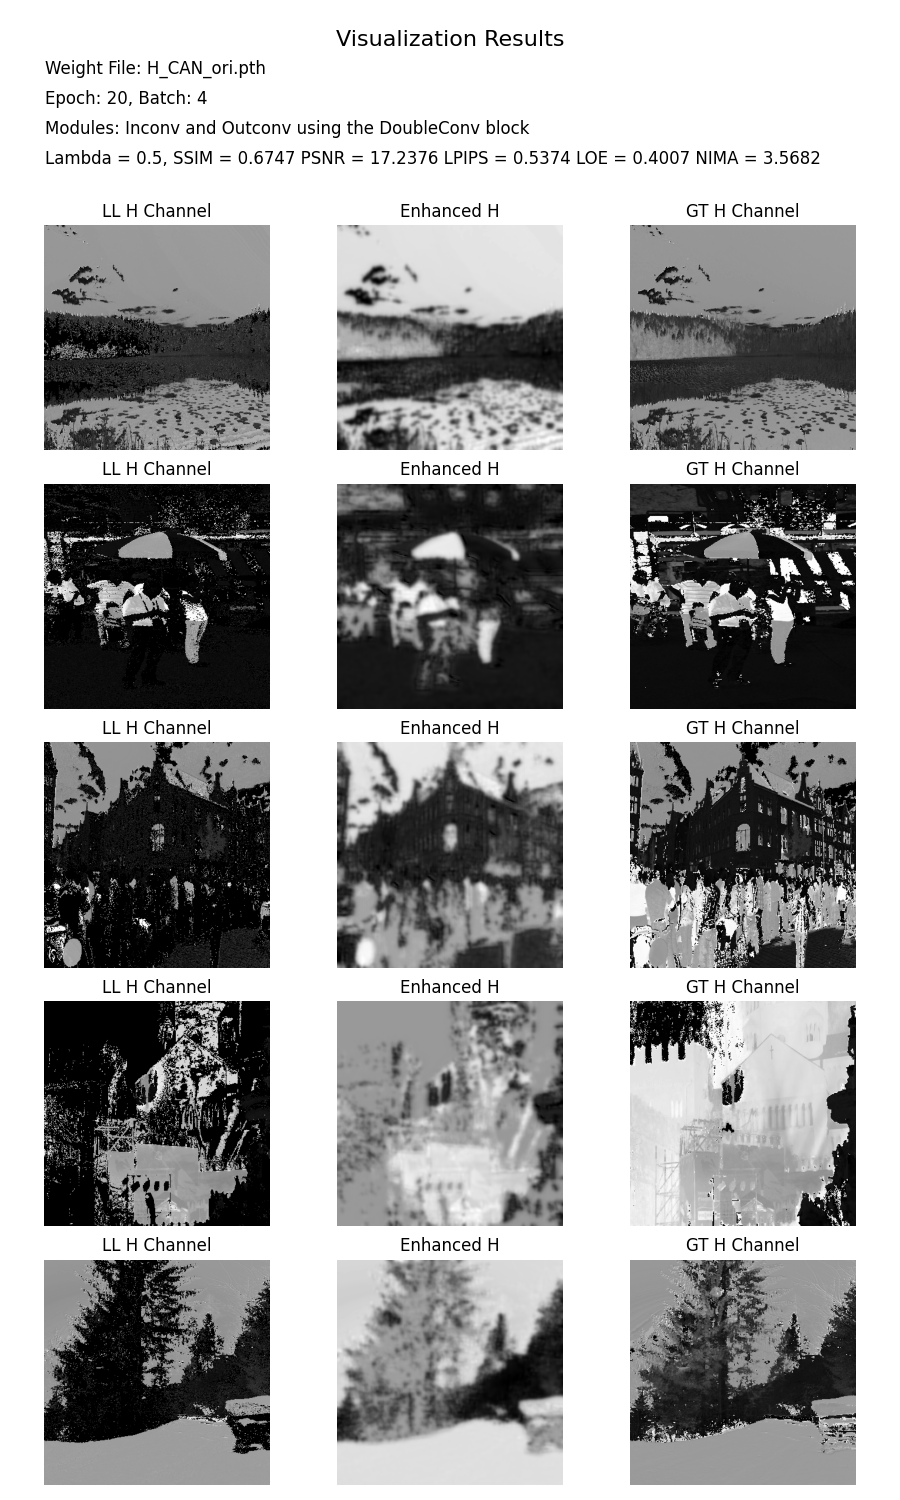 Visualization Results
Weight File: H_CAN_ori.pth
Epoch: 20, Batch: 4
Modules: Inconv and Outconv using the DoubleConv block
Lambda = 0.5, SSIM = 0.6747 PSNR = 17.2376 LPIPS = 0.5374 LOE = 0.4007 NIMA = 3.5682
LL H Channel Enhanced H GT H Channel
LL H Channel Enhanced H GT H Channel
LL H Channel Enhanced H GT H Channel
LL H Channel Enhanced H GT H Channel
LL H Channel Enhanced H GT H Channel